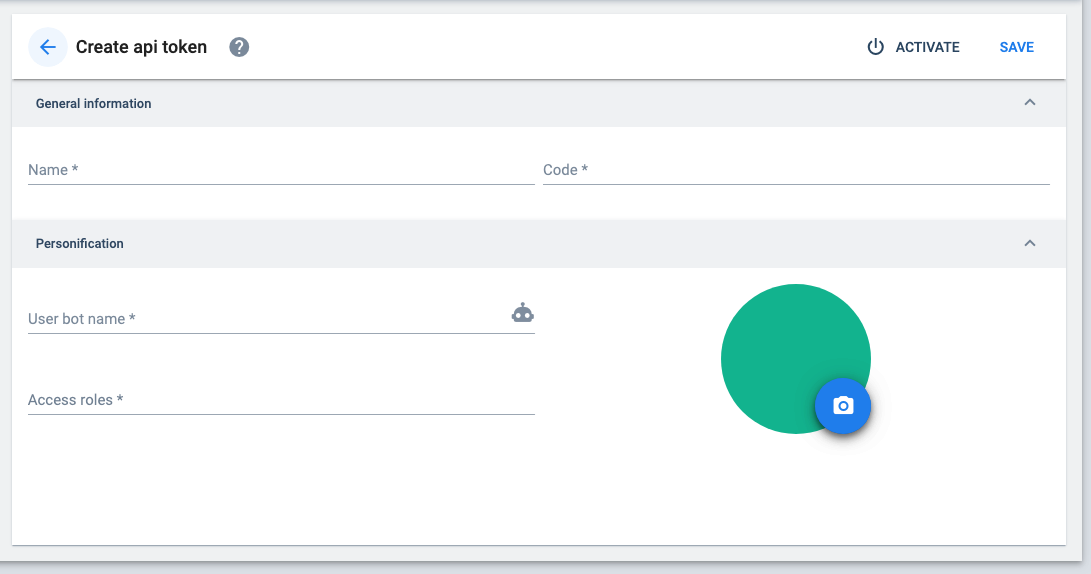 Create api token ?
ACTIVATE
SAVE
General information
Name *
Code *
Personification
User bot name *
Access roles *